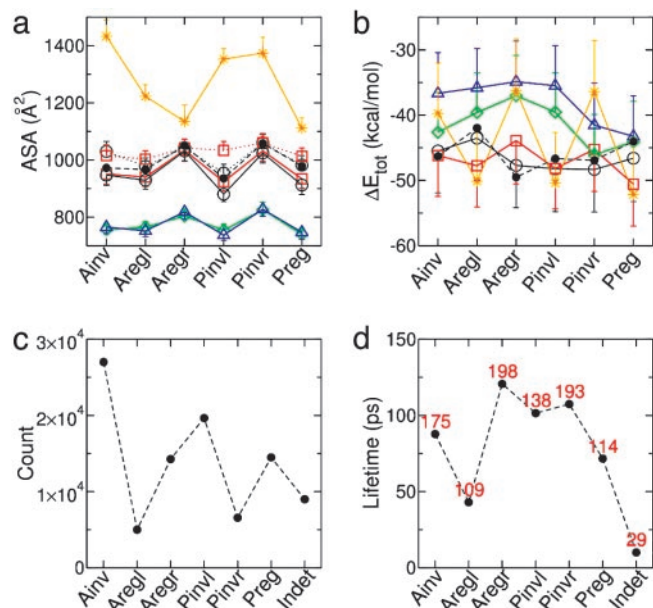 a
b
1400
1200
1000
800
ASA (Å²)
Ainv
Aregl
Aregr
Pinvl
Pinvr
Preg
-30
-40
-50
-60
ΔE_tot (kcal/mol)
Ainv
Aregl
Aregr
Pinvl
Pinvr
Preg
c
d
3×10⁴
2×10⁴
1×10⁴
0
Count
Ainv
Aregl
Aregr
Pinvl
Pinvr
Preg
Indet
150
100
50
0
Lifetime (ps)
175
109
198
138
193
114
29
Ainv
Aregl
Aregr
Pinvl
Pinvr
Preg
Indet